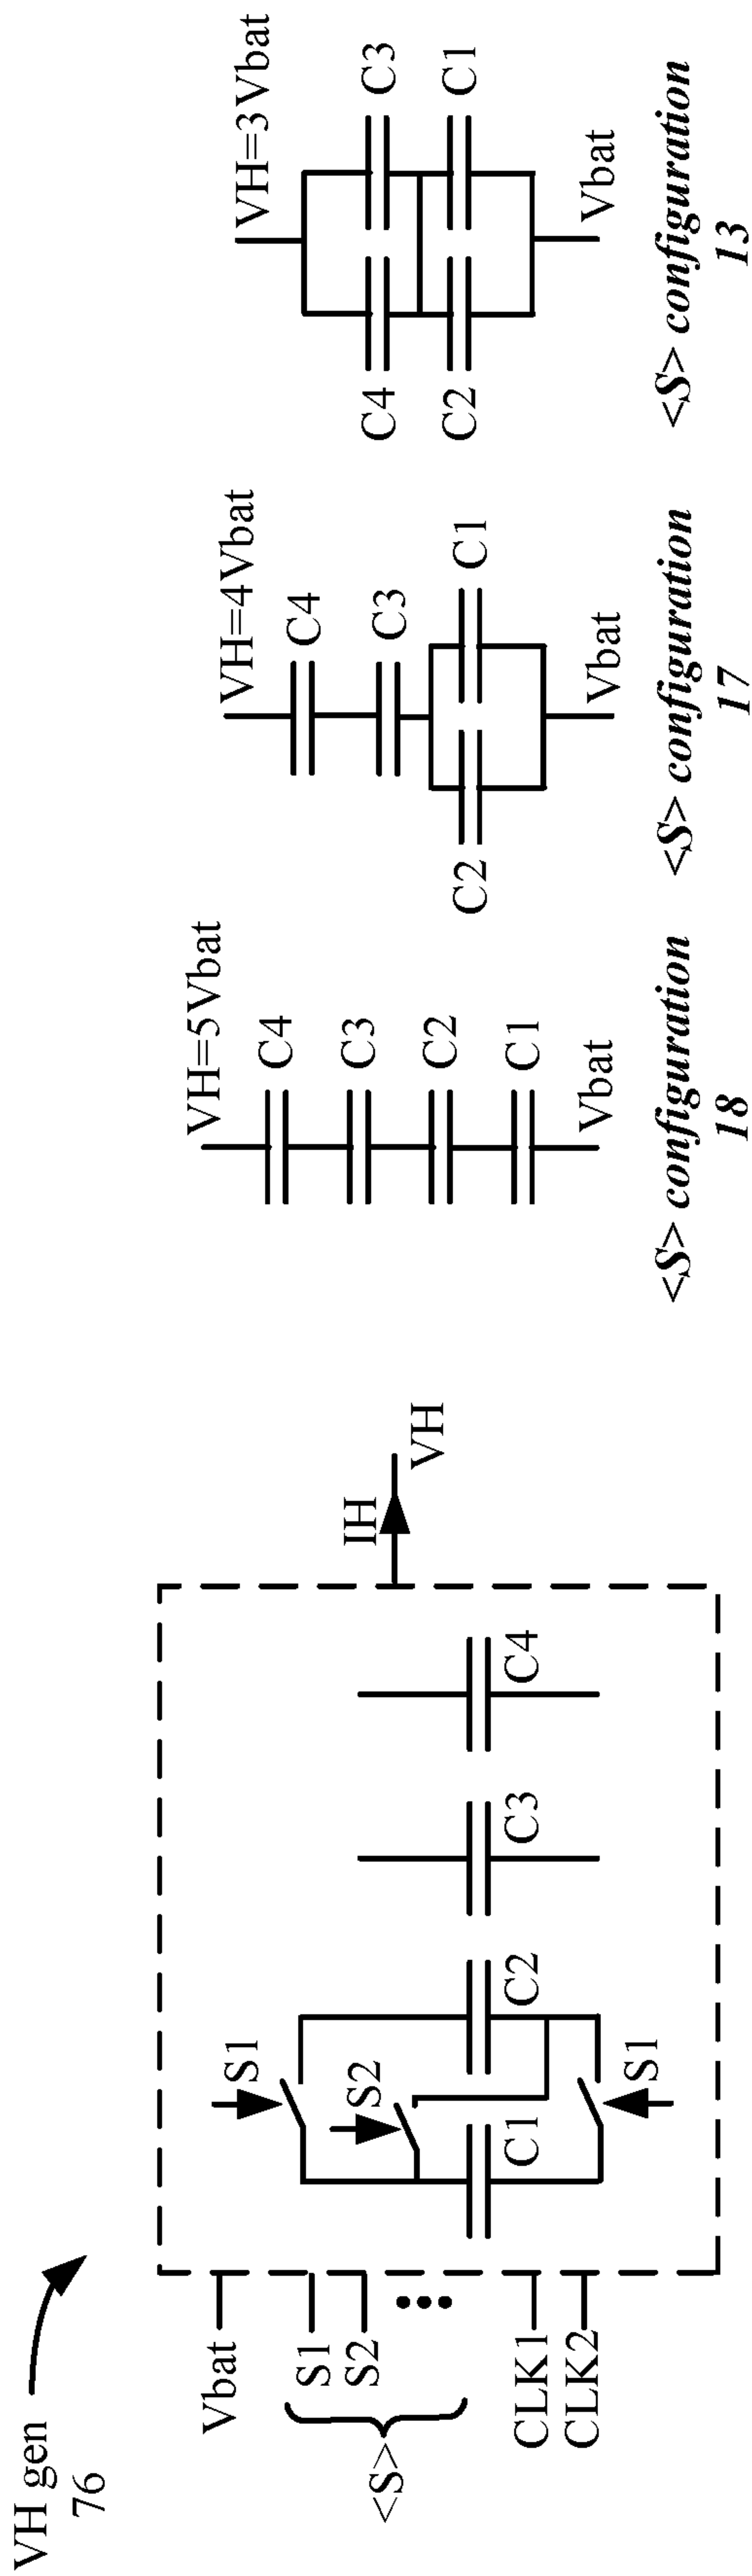 VH gen
76
Vbat
S1
S2
<S>
CLK1
CLK2
S1
S2
S1
C1
C2
C3
C4
IH
VH
VH=5Vbat
C4
C3
C2
C1
Vbat
<S> configuration
18
VH=4Vbat
C4
C3
C2
C1
Vbat
<S> configuration
17
VH=3Vbat
C4
C3
C2
C1
Vbat
<S> configuration
13